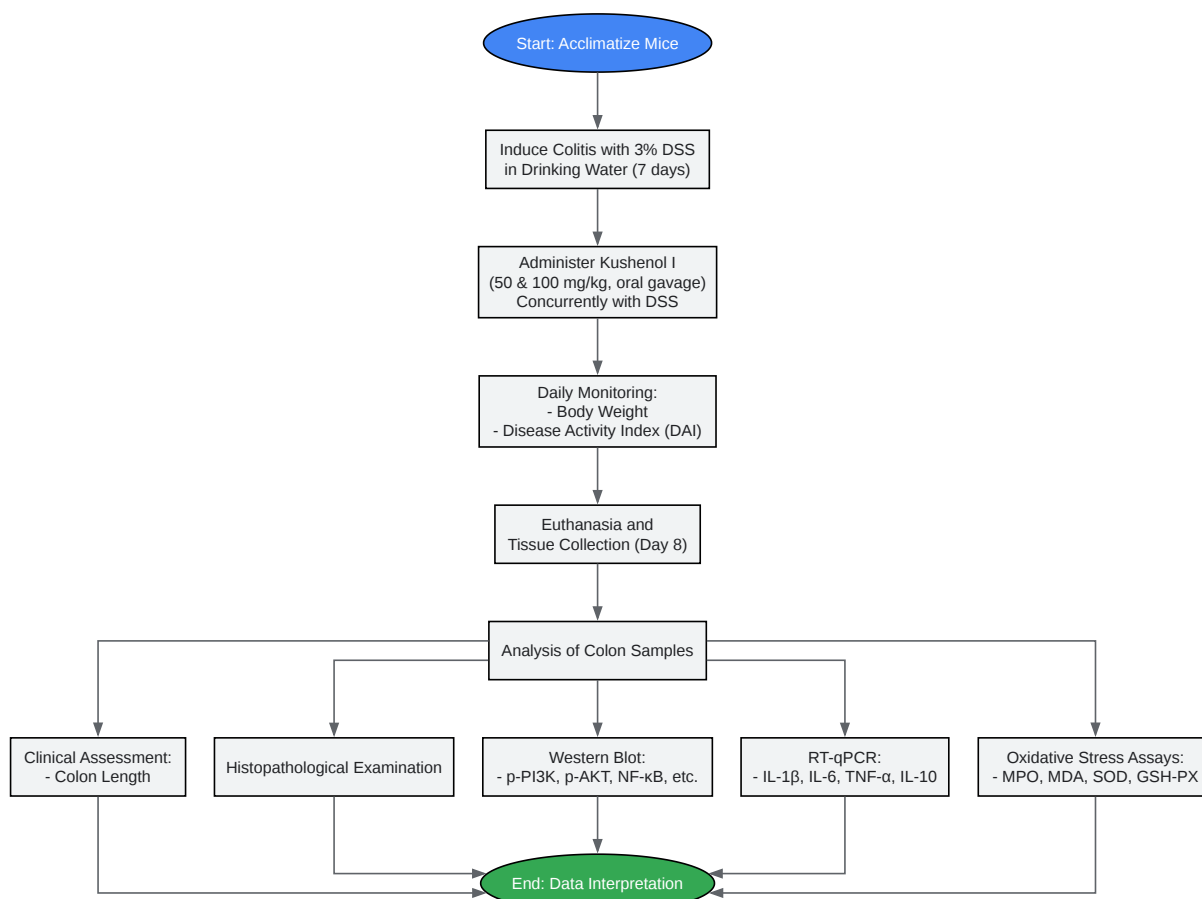 Start: Acclimatize Mice
Induce Colitis with 3% DSS
in Drinking Water (7 days)
Administer Kushenol I
(50 & 100 mg/kg, oral gavage)
Concurrently with DSS
Daily Monitoring:
- Body Weight
- Disease Activity Index (DAI)
Euthanasia and
Tissue Collection (Day 8)
Analysis of Colon Samples
Clinical Assessment:
- Colon Length
Histopathological Examination
Western Blot:
- p-PI3K, p-AKT, NF-κB, etc.
RT-qPCR:
- IL-1β, IL-6, TNF-α, IL-10
Oxidative Stress Assays:
- MPO, MDA, SOD, GSH-PX
End: Data Interpretation